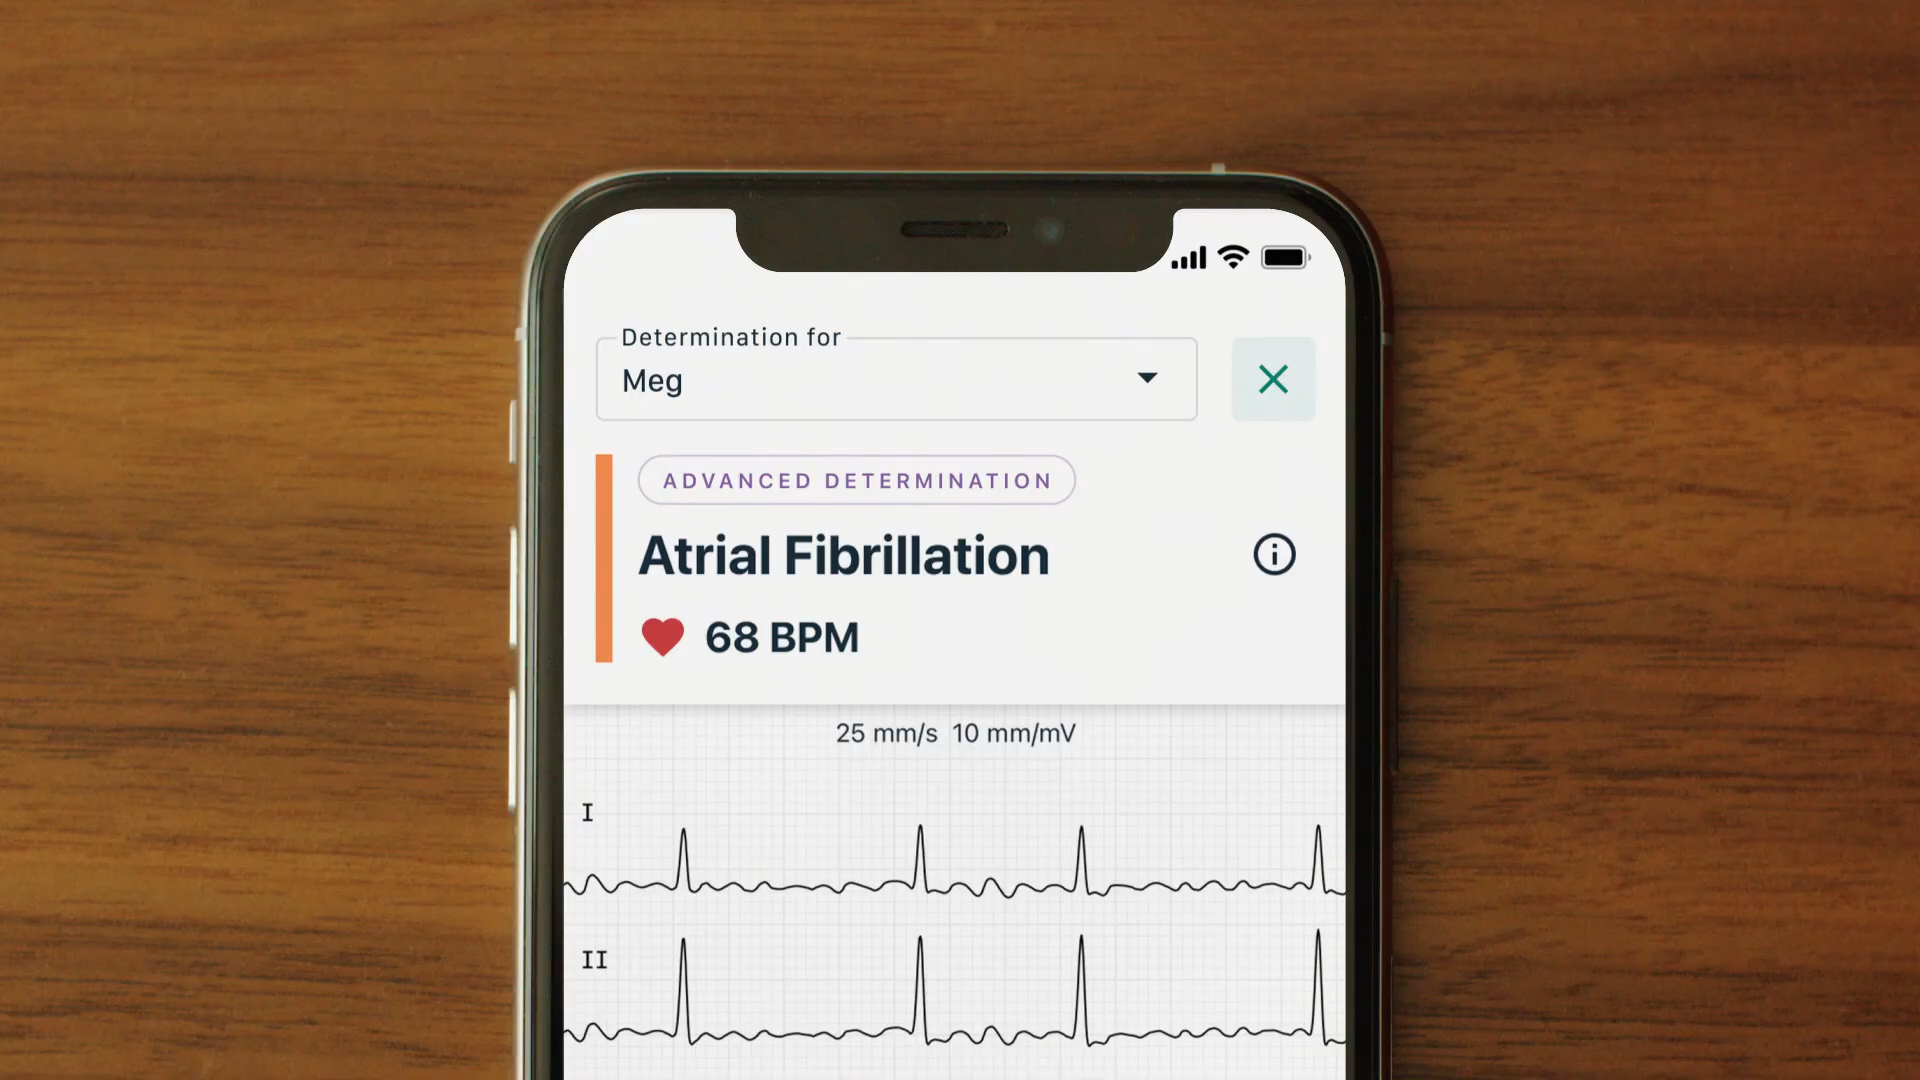 Determination for
Meg
ADVANCED DETERMINATION
Atrial Fibrillation
68 BPM
25 mm/s 10 mm/mV
I
II